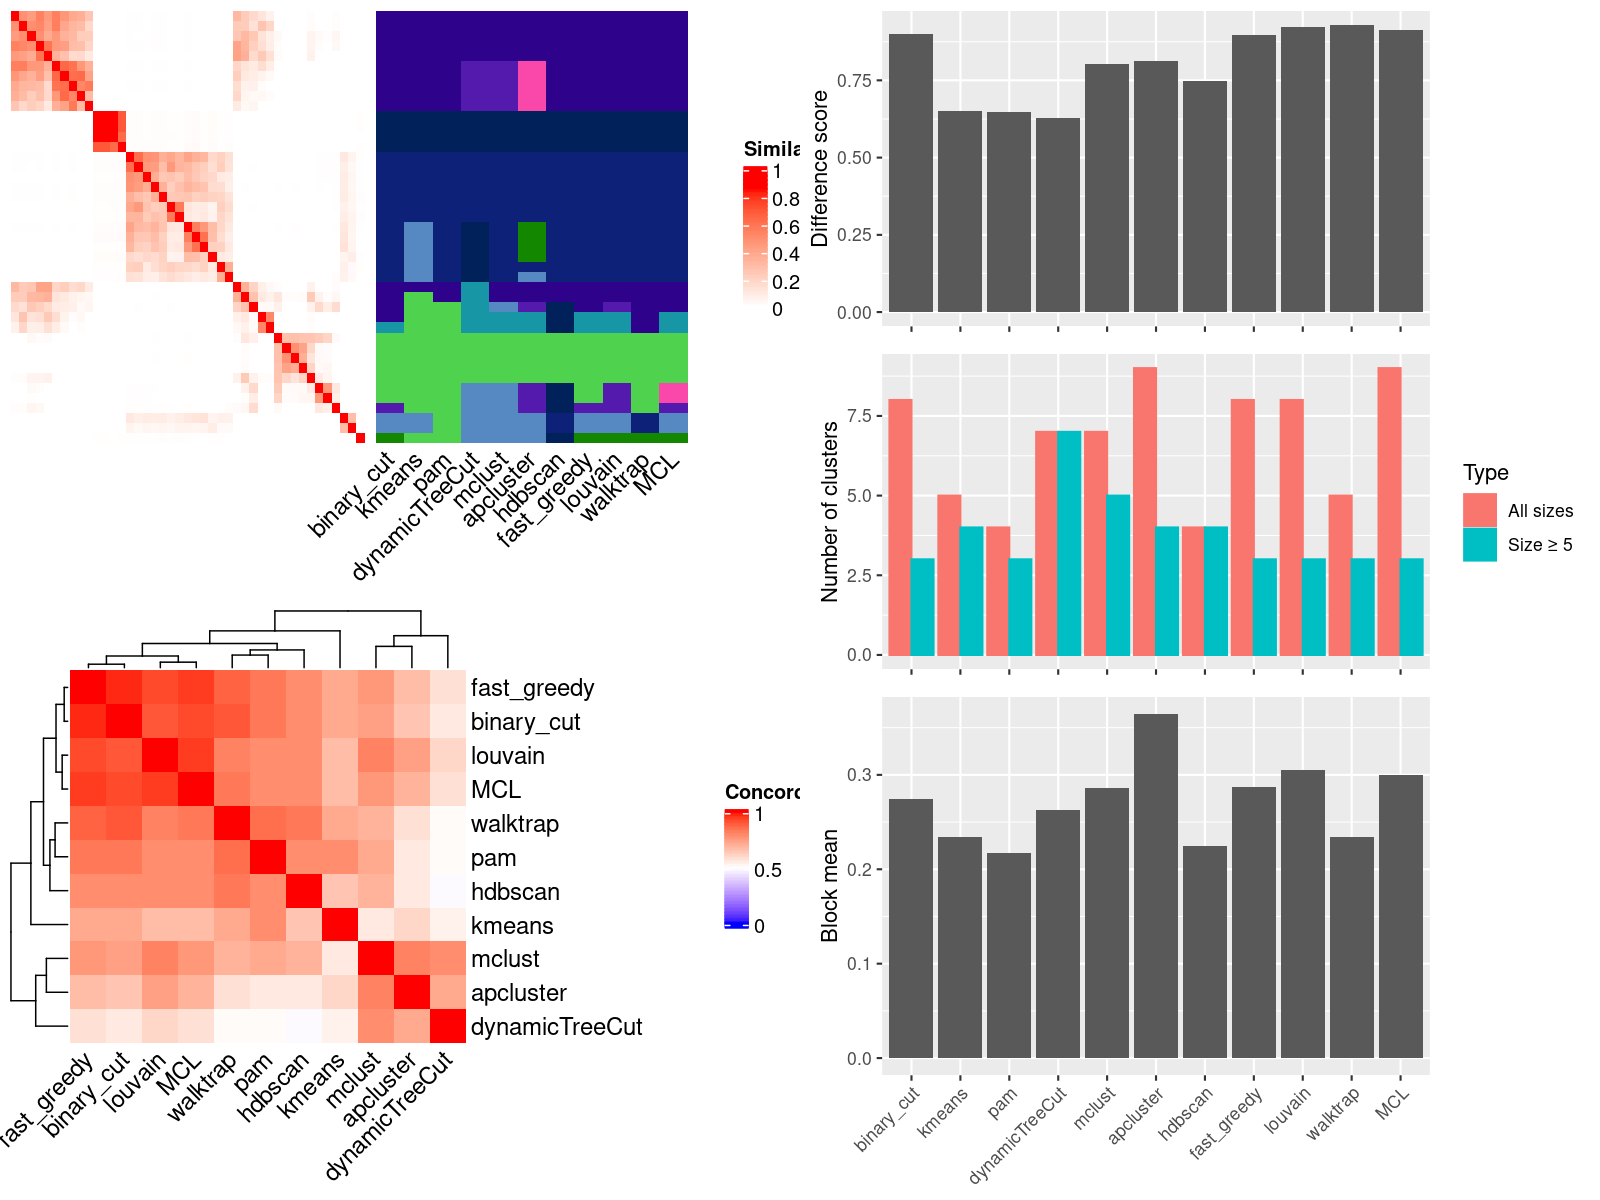 Simila
1
0.8
0.6
0.4
0.2
0
binary_cut
kmeans
pam
dynamicTreeCut
mclust
apcluster
hdbscan
fast_greedy
louvain
walktrap
MCL
Difference score
0.75
0.50
0.25
0.00
Number of clusters
7.5
5.0
2.5
0.0
Type
All sizes
Size ≥ 5
fast_greedy
binary_cut
louvain
MCL
walktrap
pam
hdbscan
kmeans
mclust
apcluster
dynamicTreeCut
fast_greedy
binary_cut
louvain
MCL
walktrap
pam
hdbscan
kmeans
mclust
apcluster
dynamicTreeCut
Concord
1
0.5
0
Block mean
0.3
0.2
0.1
0.0
binary_cut
kmeans
pam
dynamicTreeCut
mclust
apcluster
hdbscan
fast_greedy
louvain
walktrap
MCL